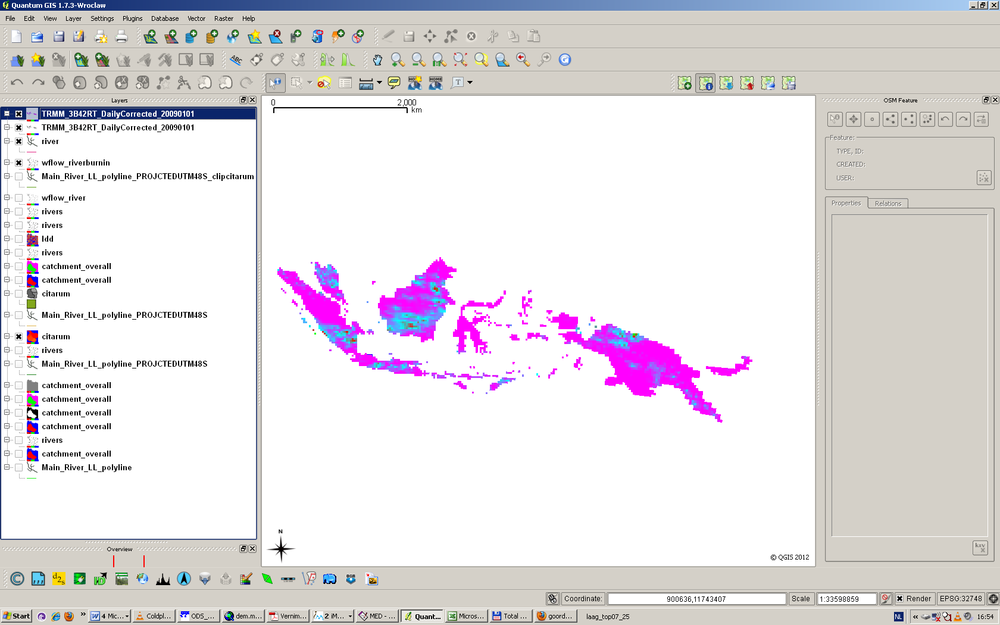 Quantum GIS 1.7.3-Wroclaw
File Edit View Layer Settings Plugins Database Vector Raster Help
Layers
TRMM_3B42RT_DailyCorrected_20090101
TRMM_3B42RT_DailyCorrected_20090101
river
wflow_riverburnin
Main_River_LL_polyline_PROJCTEDUTM48S_clipcitarum
wflow_river
rivers
rivers
ldd
rivers
catchment_overall
catchment_overall
citarum
Main_River_LL_polyline_PROJCTEDUTM48S
citarum
rivers
Main_River_LL_polyline_PROJCTEDUTM48S
catchment_overall
catchment_overall
catchment_overall
catchment_overall
rivers
catchment_overall
Main_River_LL_polyline
Overview
0 2,000
km
N
© QGIS 2012
OSM Feature
Feature:
TYPE, ID:
CREATED:
USER:
Properties Relations
Coordinate: 900636,11743407 Scale 1:33598859 Render EPSG:32748
Start 4 Mic... Coldpl... ODS_... dem.m... Vernim... 2 iM... MED - ... Quant... Micros... Total ... goord... laag_top07_25 NL 16:54